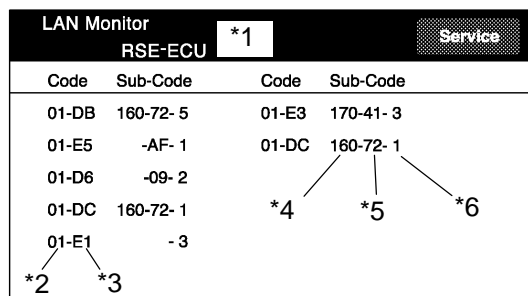 LAN Monitor
RSE-ECU *1 Service
Code Sub-Code Code Sub-Code
01-DB 160-72- 5 01-E3 170-41- 3
01-E5 -AF- 1 01-DC 160-72- 1
01-D6 -09- 2
01-DC 160-72- 1 *4 *5 *6
01-E1 - 3
*2 *3